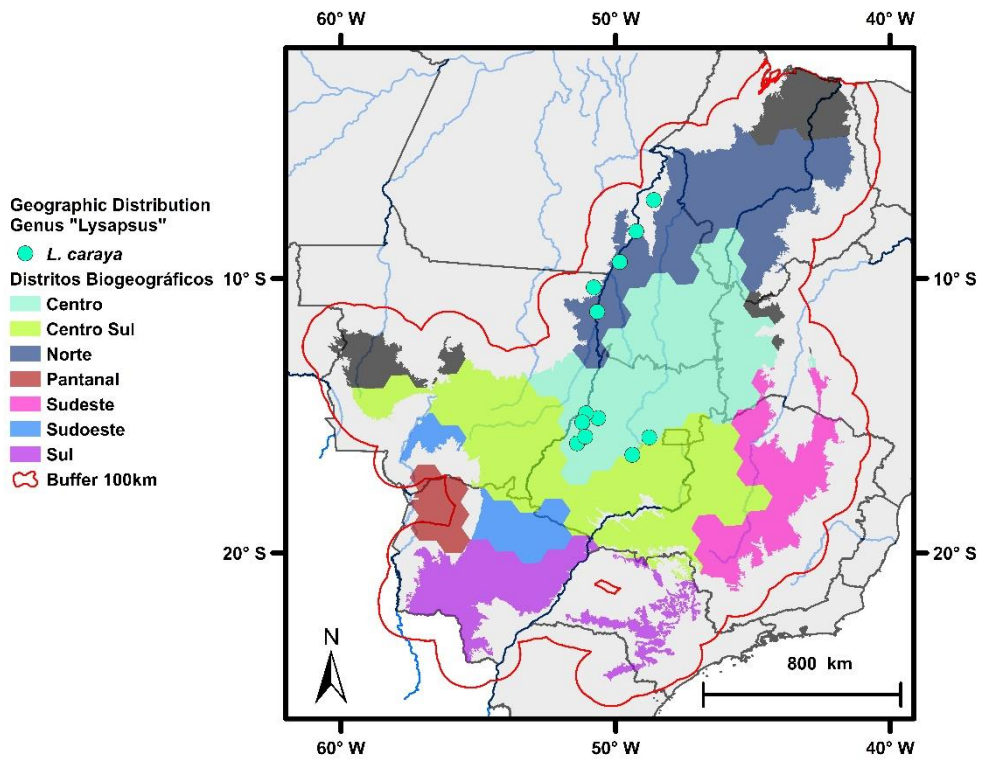 60° W 50° W 40° W
Geographic Distribution
Genus "Lysapsus"
L. caraya
Distritos Biogeográficos
Centro
Centro Sul
Norte
Pantanal
Sudeste
Sudoeste
Sul
Buffer 100km
10° S 10° S
20° S 20° S
N
800 km
60° W 50° W 40° W